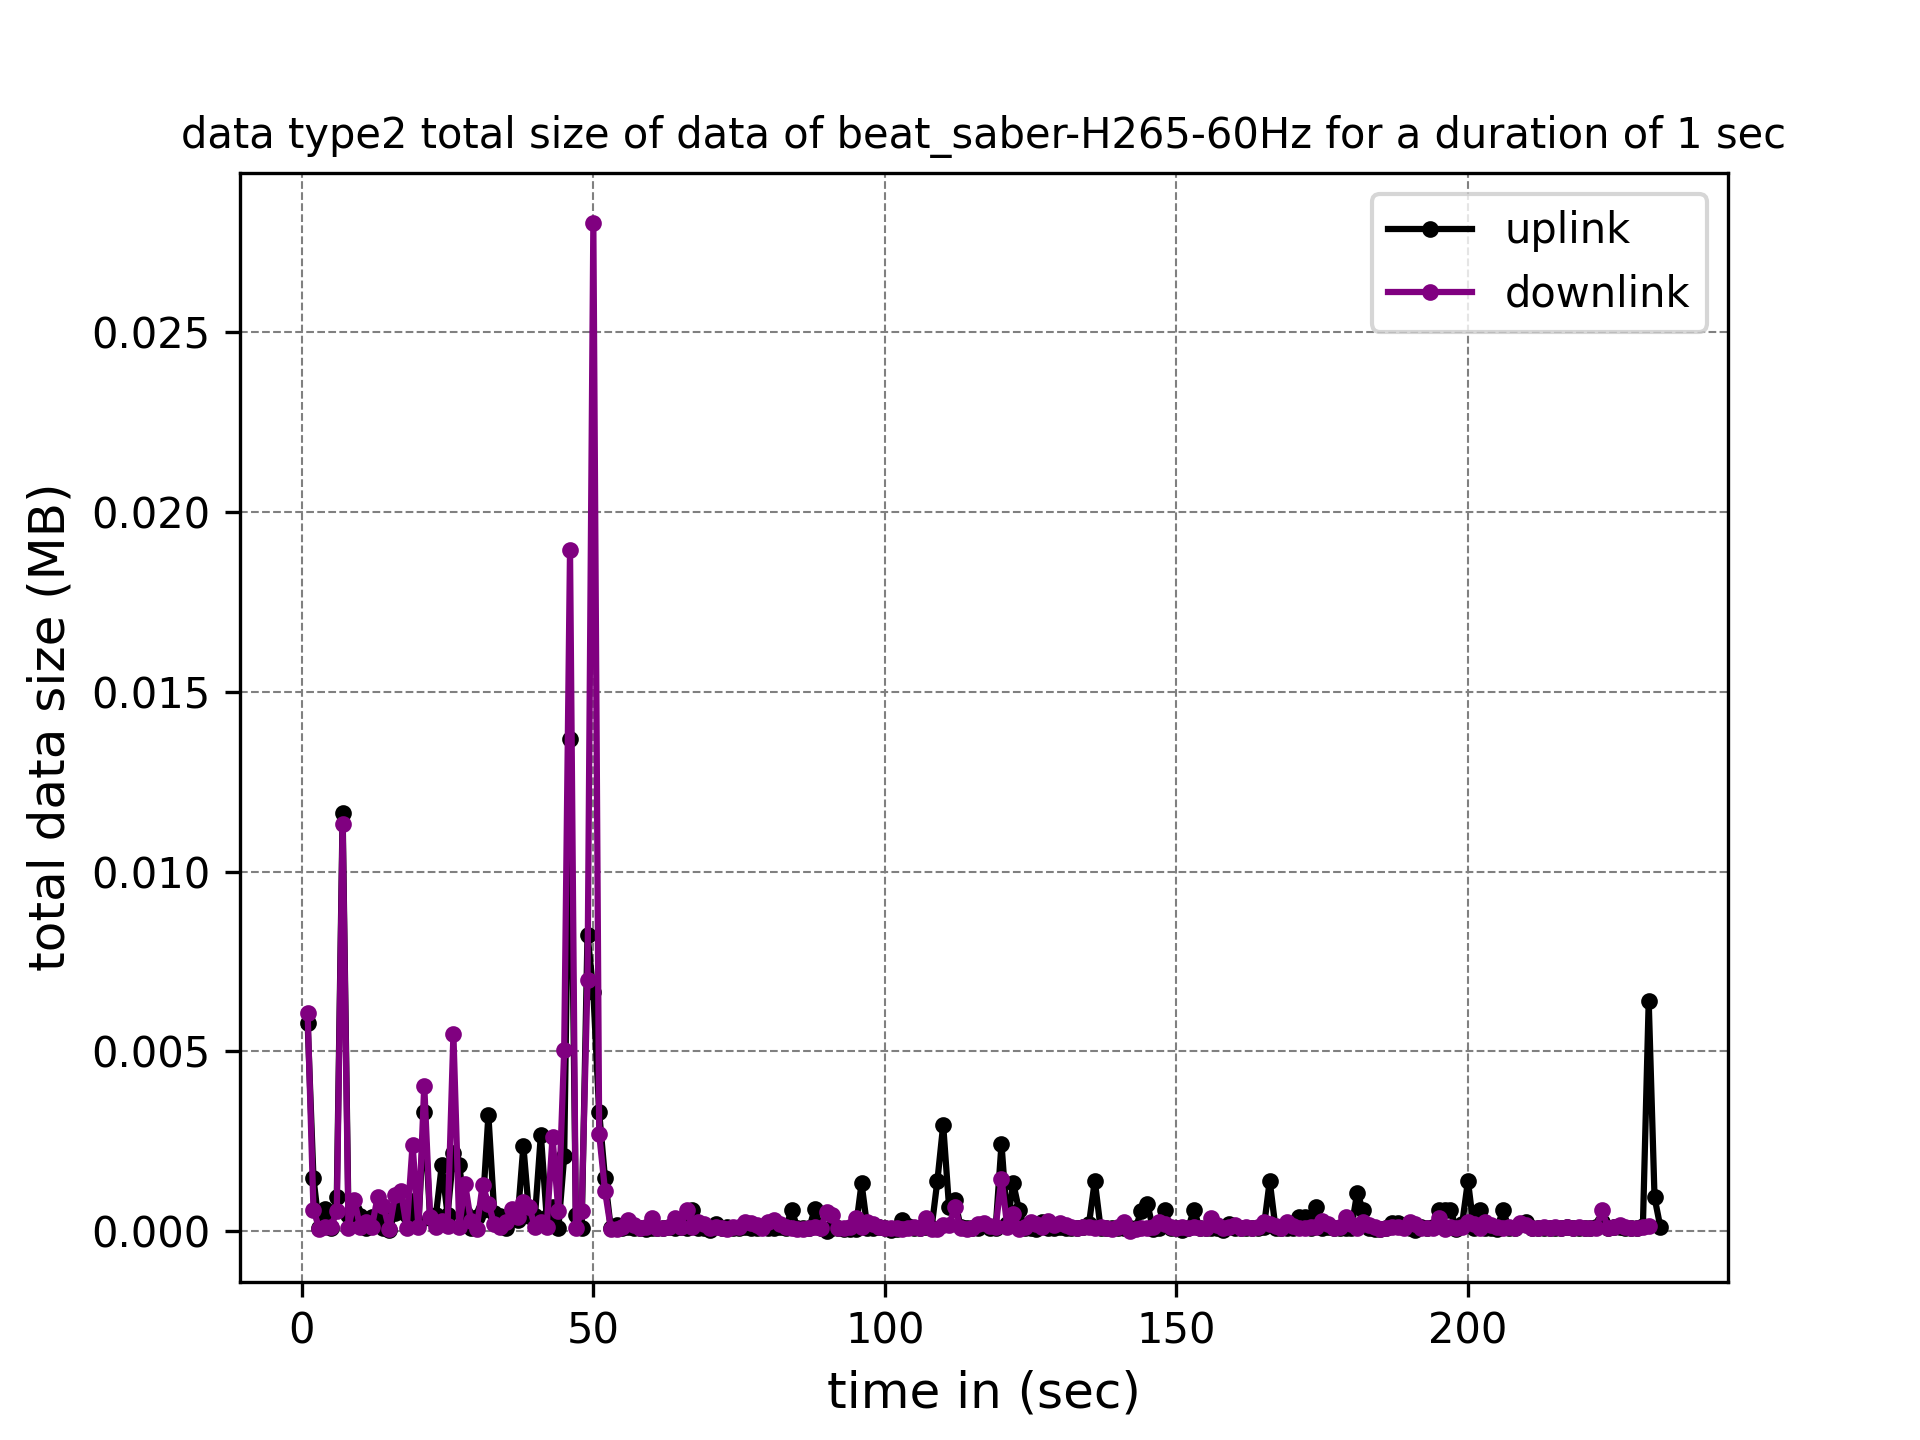 data type2 total size of data of beat_saber-H265-60Hz for a duration of 1 sec
uplink
downlink
total data size (MB)
0.025
0.020
0.015
0.010
0.005
0.000
0
50
100
150
200
time in (sec)